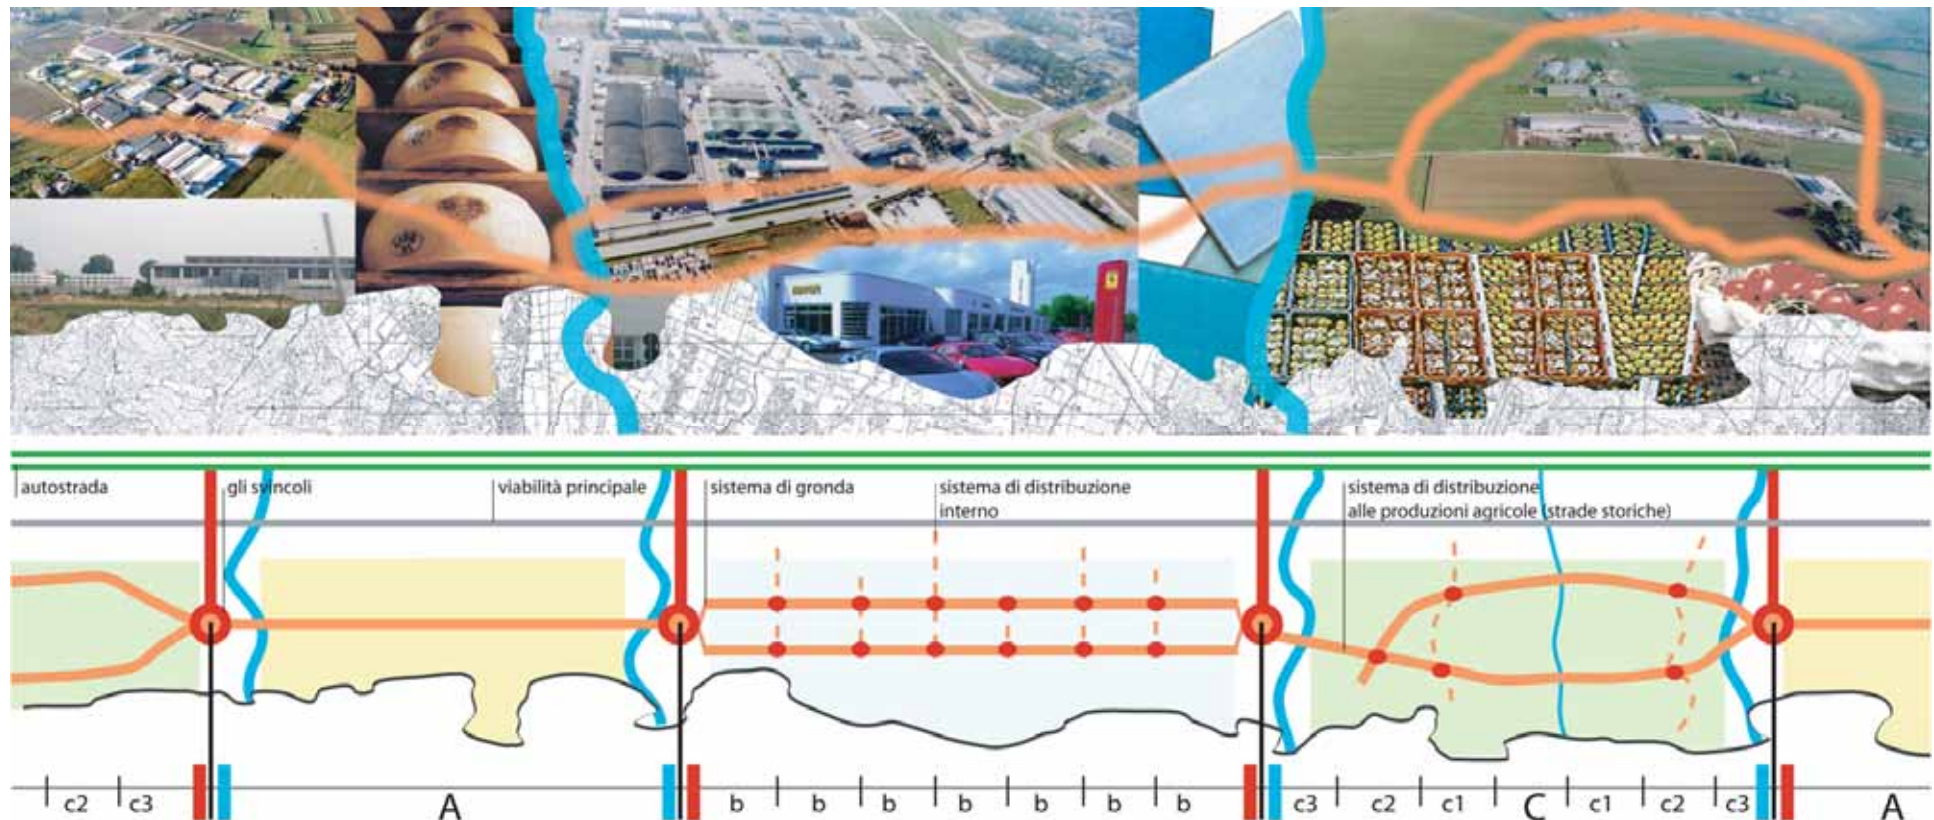 autostrada
gli svincoli
viabilità principale
sistema di gronda
sistema di distribuzione
interno
sistema di distribuzione
alle produzioni agricole (strade storiche)
c2 c3 A b b b b b b b c3 c2 c1 C c1 c2 c3 A